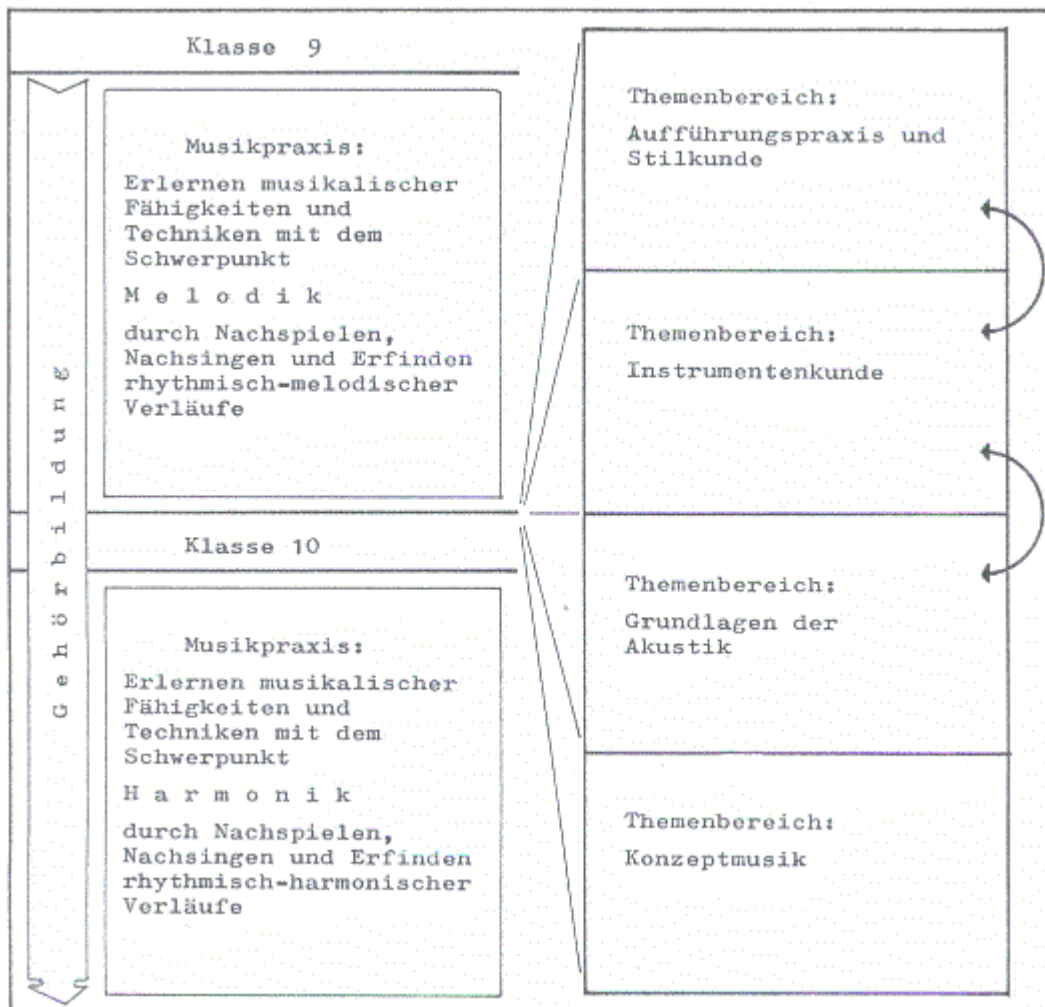 Klasse 9
Musikpraxis:
Erlernen musikalischer
Fähigkeiten und
Techniken mit dem
Schwerpunkt
M e l o d i k
durch Nachspielen,
Nachsingen und Erfinden
rhythmisch-melodischer
Verläufe
Klasse 10
Musikpraxis:
Erlernen musikalischer
Fähigkeiten und
Techniken mit dem
Schwerpunkt
H a r m o n i k
durch Nachspielen,
Nachsingen und Erfinden
rhythmisch-harmonischer
Verläufe
G e h ö r b i l d u n g
Themenbereich:
Aufführungspraxis und
Stilkunde
Themenbereich:
Instrumentenkunde
Themenbereich:
Grundlagen der
Akustik
Themenbereich:
Konzeptmusik